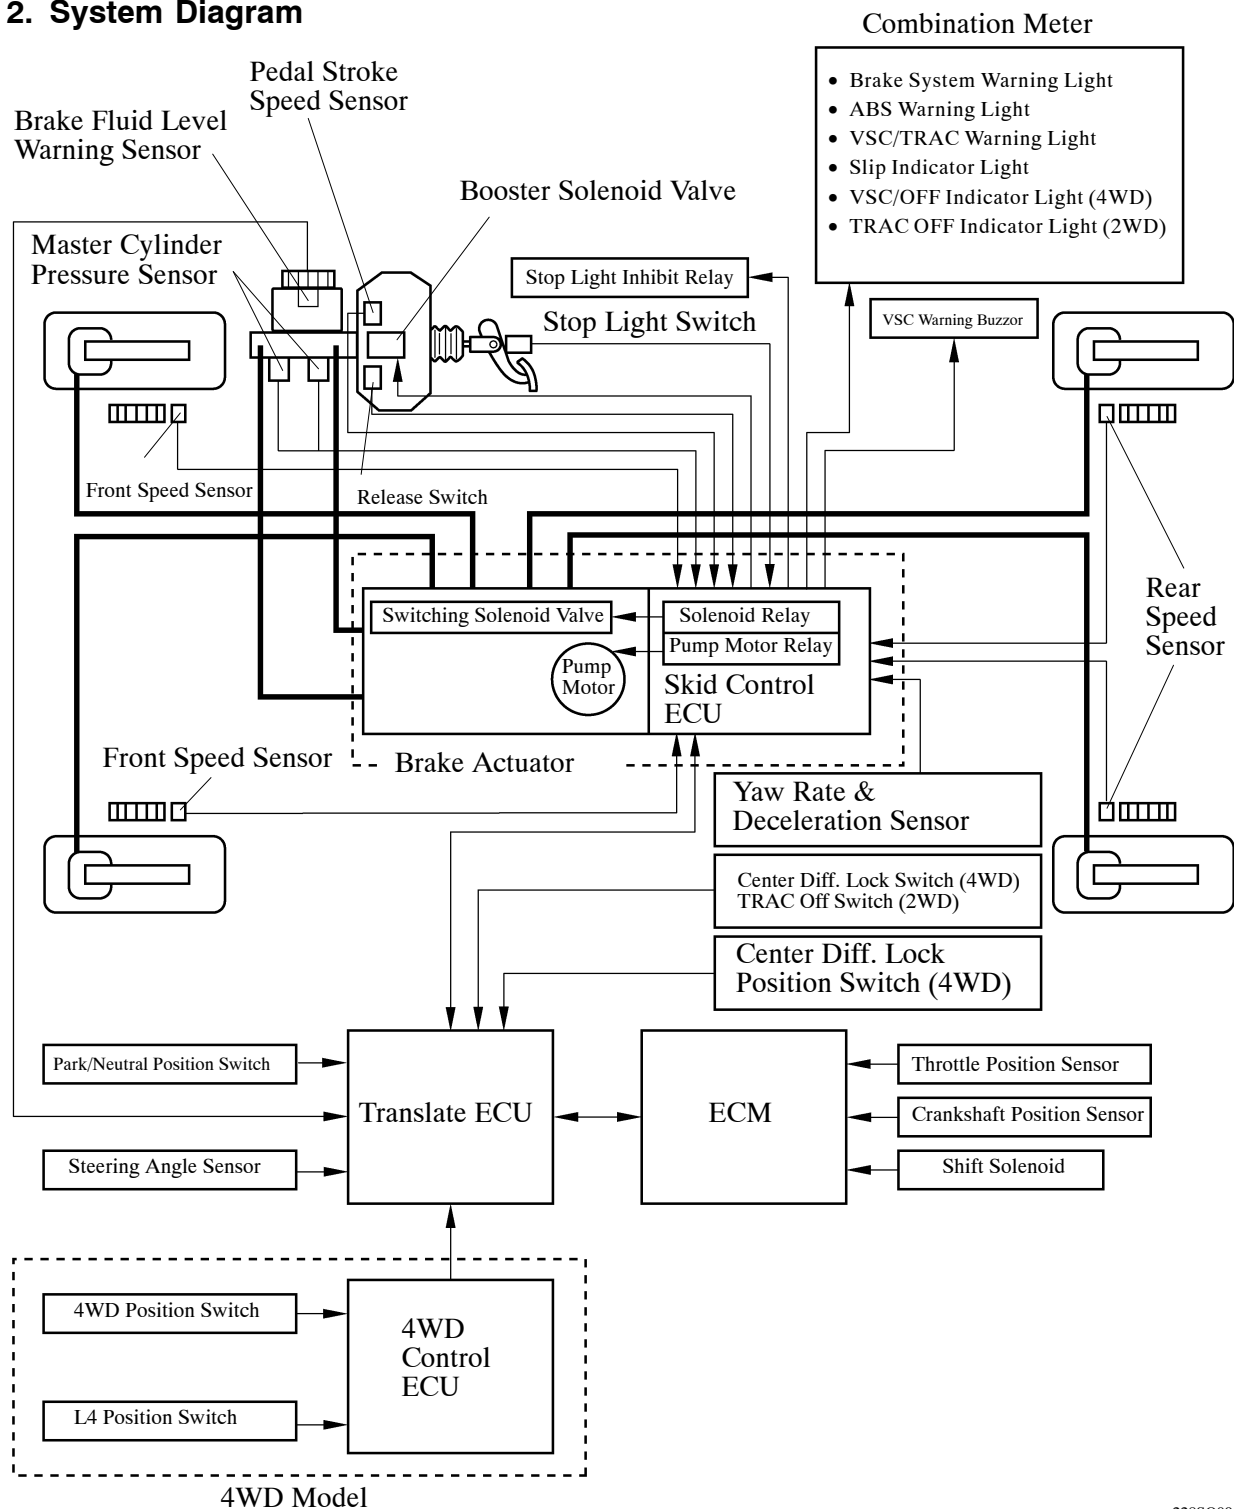 2. System Diagram
Combination Meter
• Brake System Warning Light
• ABS Warning Light
• VSC/TRAC Warning Light
• Slip Indicator Light
• VSC/OFF Indicator Light (4WD)
• TRAC OFF Indicator Light (2WD)
Pedal Stroke
Speed Sensor
Brake Fluid Level
Warning Sensor
Booster Solenoid Valve
Master Cylinder
Pressure Sensor
Stop Light Inhibit Relay
VSC Warning Buzzor
Stop Light Switch
Front Speed Sensor
Release Switch
Rear
Speed
Sensor
Switching Solenoid Valve
Solenoid Relay
Pump Motor Relay
Pump
Motor
Skid Control
ECU
Front Speed Sensor
Brake Actuator
Yaw Rate &
Deceleration Sensor
Center Diff. Lock Switch (4WD)
TRAC Off Switch (2WD)
Center Diff. Lock
Position Switch (4WD)
Park/Neutral Position Switch
Translate ECU
ECM
Throttle Position Sensor
Crankshaft Position Sensor
Steering Angle Sensor
Shift Solenoid
4WD Position Switch
4WD
Control
ECU
L4 Position Switch
4WD Model